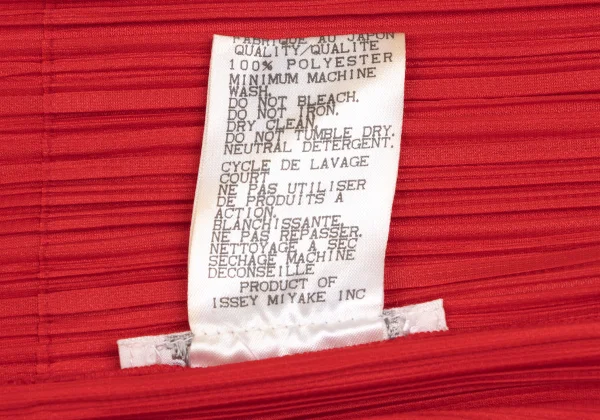 FABRIQUE AU JAPON
QUALITY/QUALITE
100% POLYESTER
MINIMUM MACHINE
WASH.
DO NOT BLEACH.
DO NOT IRON.
DRY CLEAN.
DO NOT TUMBLE DRY.
NEUTRAL DETERGENT.
CYCLE DE LAVAGE
COURT
NE PAS UTILISER
DE PRODUITS A
ACTION.
BLANCHISSANTE.
NE PAS REPASSER.
NETTOYAGE A SEC
SECHAGE MACHINE
DECONSEILLE
PRODUCT OF
ISSEY MIYAKE INC